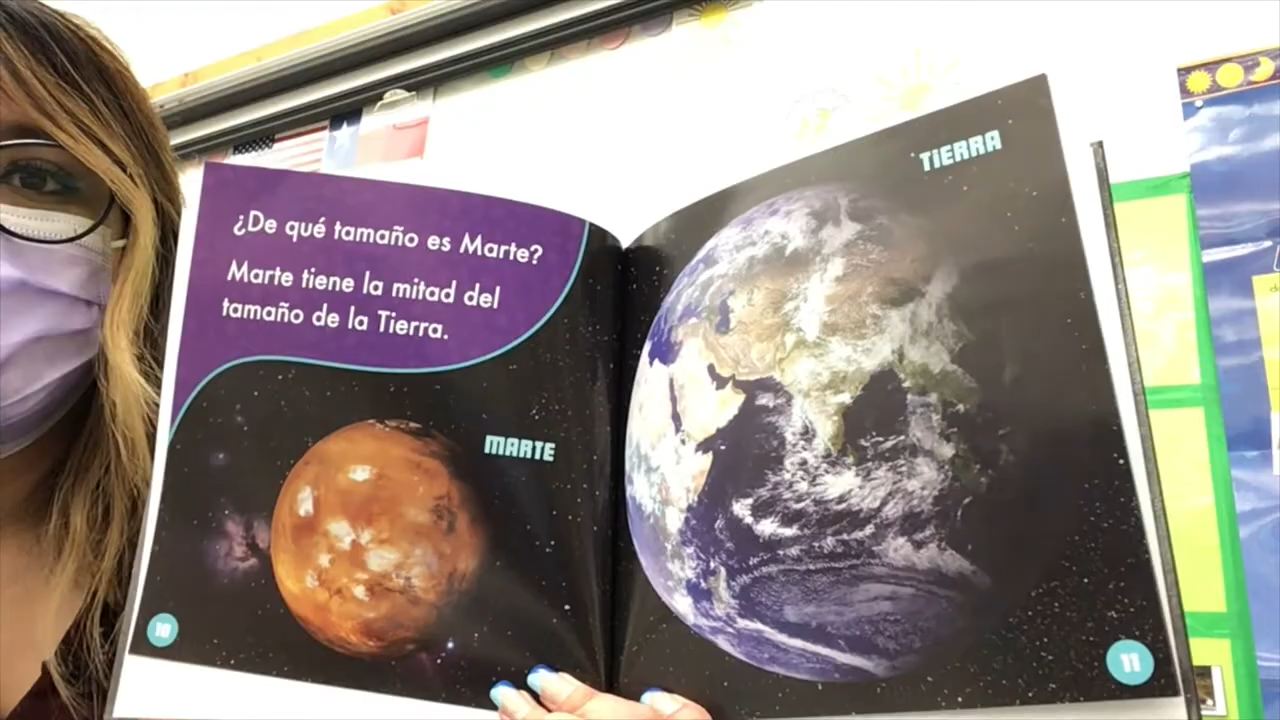 ¿De qué tamaño es Marte?
Marte tiene la mitad del
tamaño de la Tierra.
MARTE
10
TIERRA
11